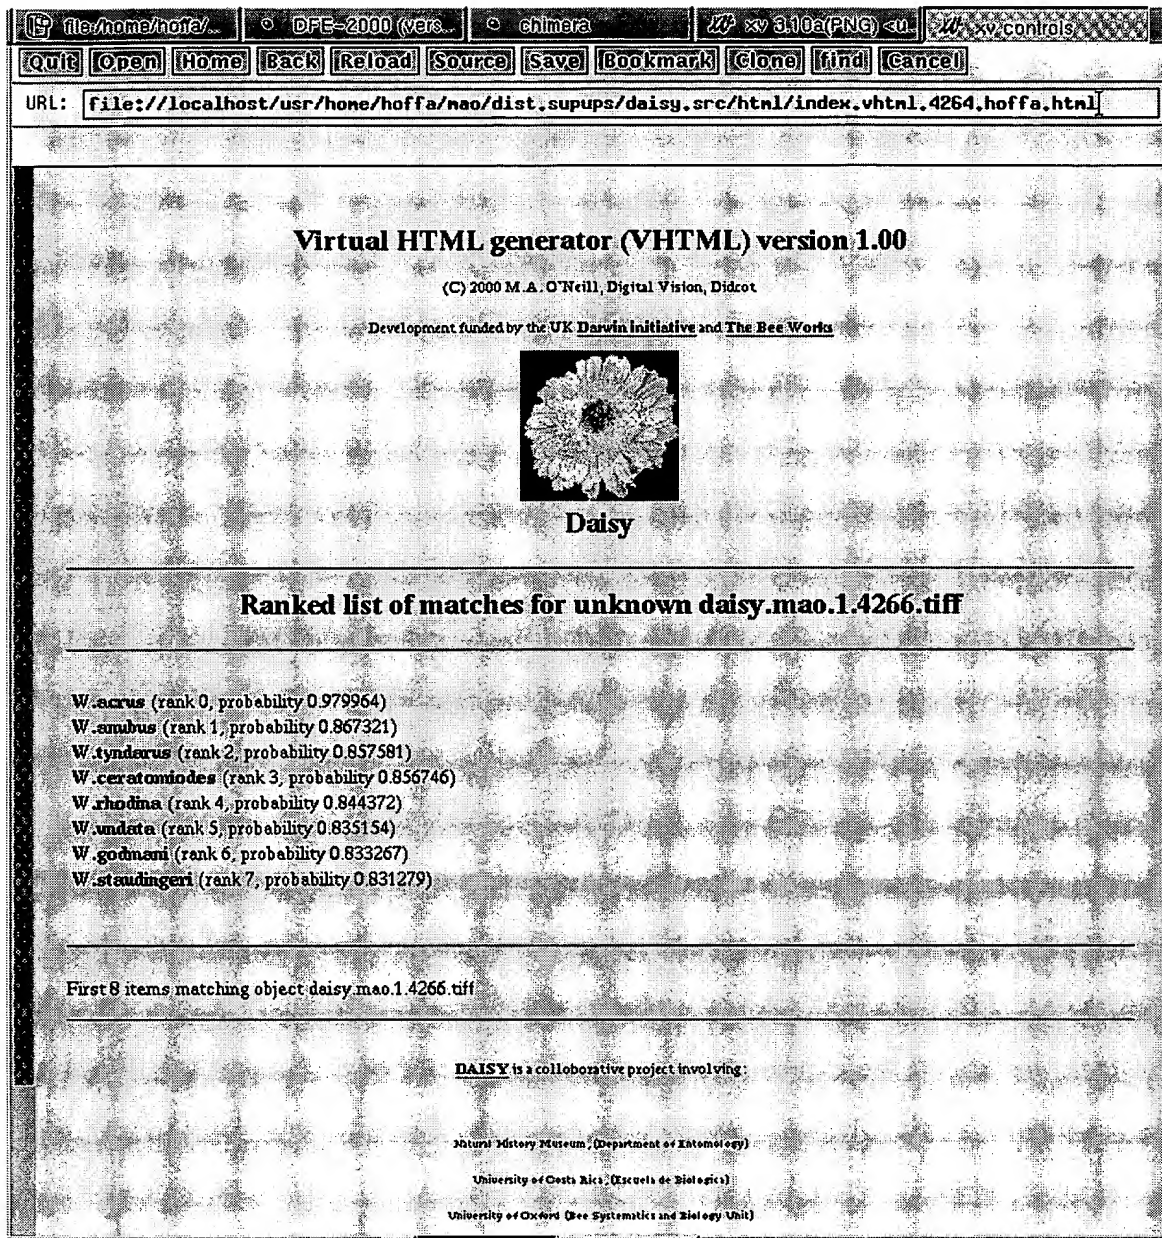 file:/home/hoffa/... DFE-2000 (vers... chimera xv 3.10a(PNG) <u... xv controls
Quit Open Home Back Reload Source Save Bookmark Clone find Cancel
URL: file://localhost/usr/home/hoffa/mao/dist.supups/daisy.src/html/index.vhtml.4264.hoffa.html
Virtual HTML generator (VHTML) version 1.00
(C) 2000 M.A. O'Neill, Digital Vision, Didcot
Development funded by the UK Darwin Initiative and The Bee Works
Daisy
Ranked list of matches for unknown daisy.mao.1.4266.tiff
W.acrus (rank 0, probability 0.979964)
W.anubus (rank 1, probability 0.867321)
W.tyndarus (rank 2, probability 0.857581)
W.ceratomiodes (rank 3, probability 0.856746)
W.rhodina (rank 4, probability 0.844372)
W.undata (rank 5, probability 0.835154)
W.godmani (rank 6, probability 0.833267)
W.staudingeri (rank 7, probability 0.831279)
First 8 items matching object daisy.mao.1.4266.tiff
DAISY is a colloborative project involving:
Natural History Museum, (Department of Entomology)
University of Costa Rica, (Escuela de Biologica)
University of Oxford (Bee Systematics and Biology Unit)